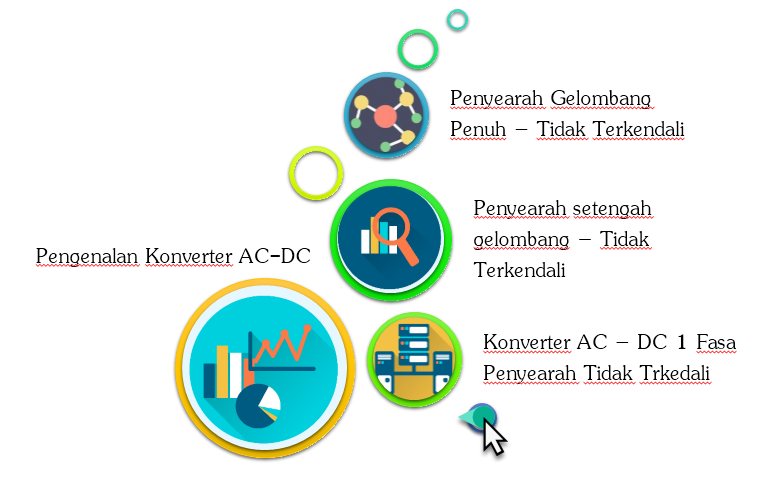 Penyearah Gelombang
Penuh – Tidak Terkendali
Penyearah setengah
gelombang – Tidak
Terkendali
Pengenalan Konverter AC-DC
Konverter AC – DC 1 Fasa
Penyearah Tidak Trkedali